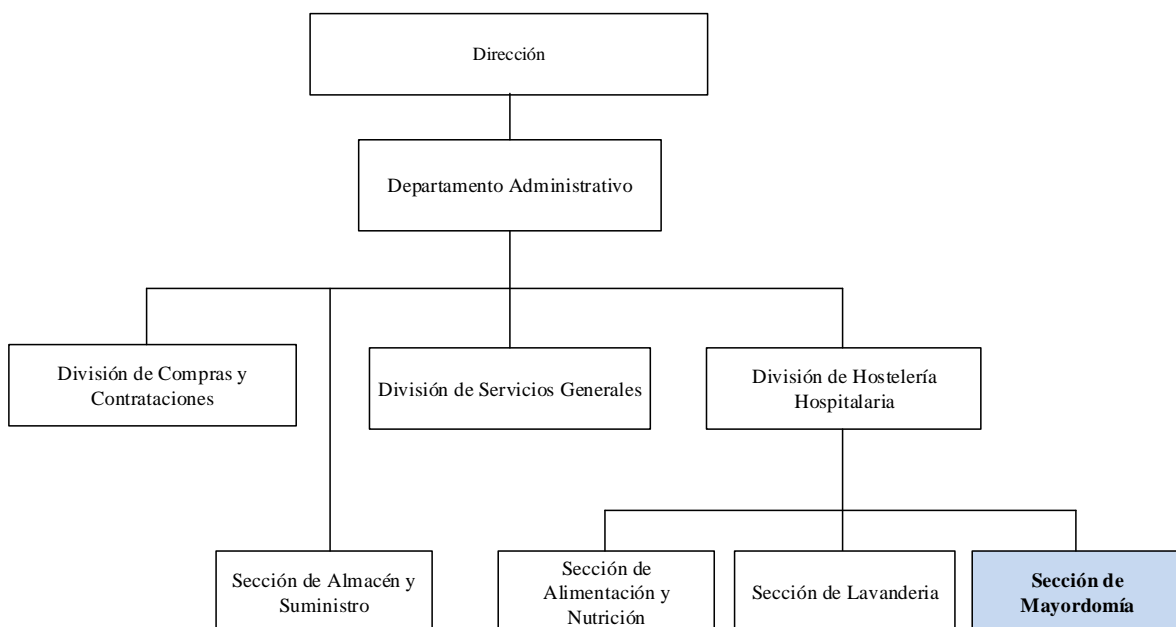 Dirección
Departamento Administrativo
División de Compras y
Contrataciones
División de Servicios Generales
División de Hostelería
Hospitalaria
Sección de Almacén y
Suministro
Sección de
Alimentación y
Nutrición
Sección de Lavanderia
Sección de
Mayordomía